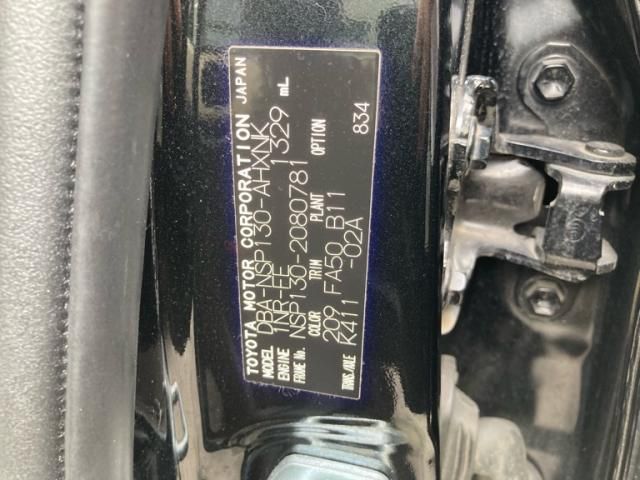 TOYOTA MOTOR CORPORATION JAPAN
MODEL DBA-NSP130-AHXNK
ENGINE 1NR-FE 1329 mL
FRAME No. NSP130-2080781
COLOR TRIM PLANT OPTION
209 FA50 B11 834
TRANS./AXLE K411 -02A